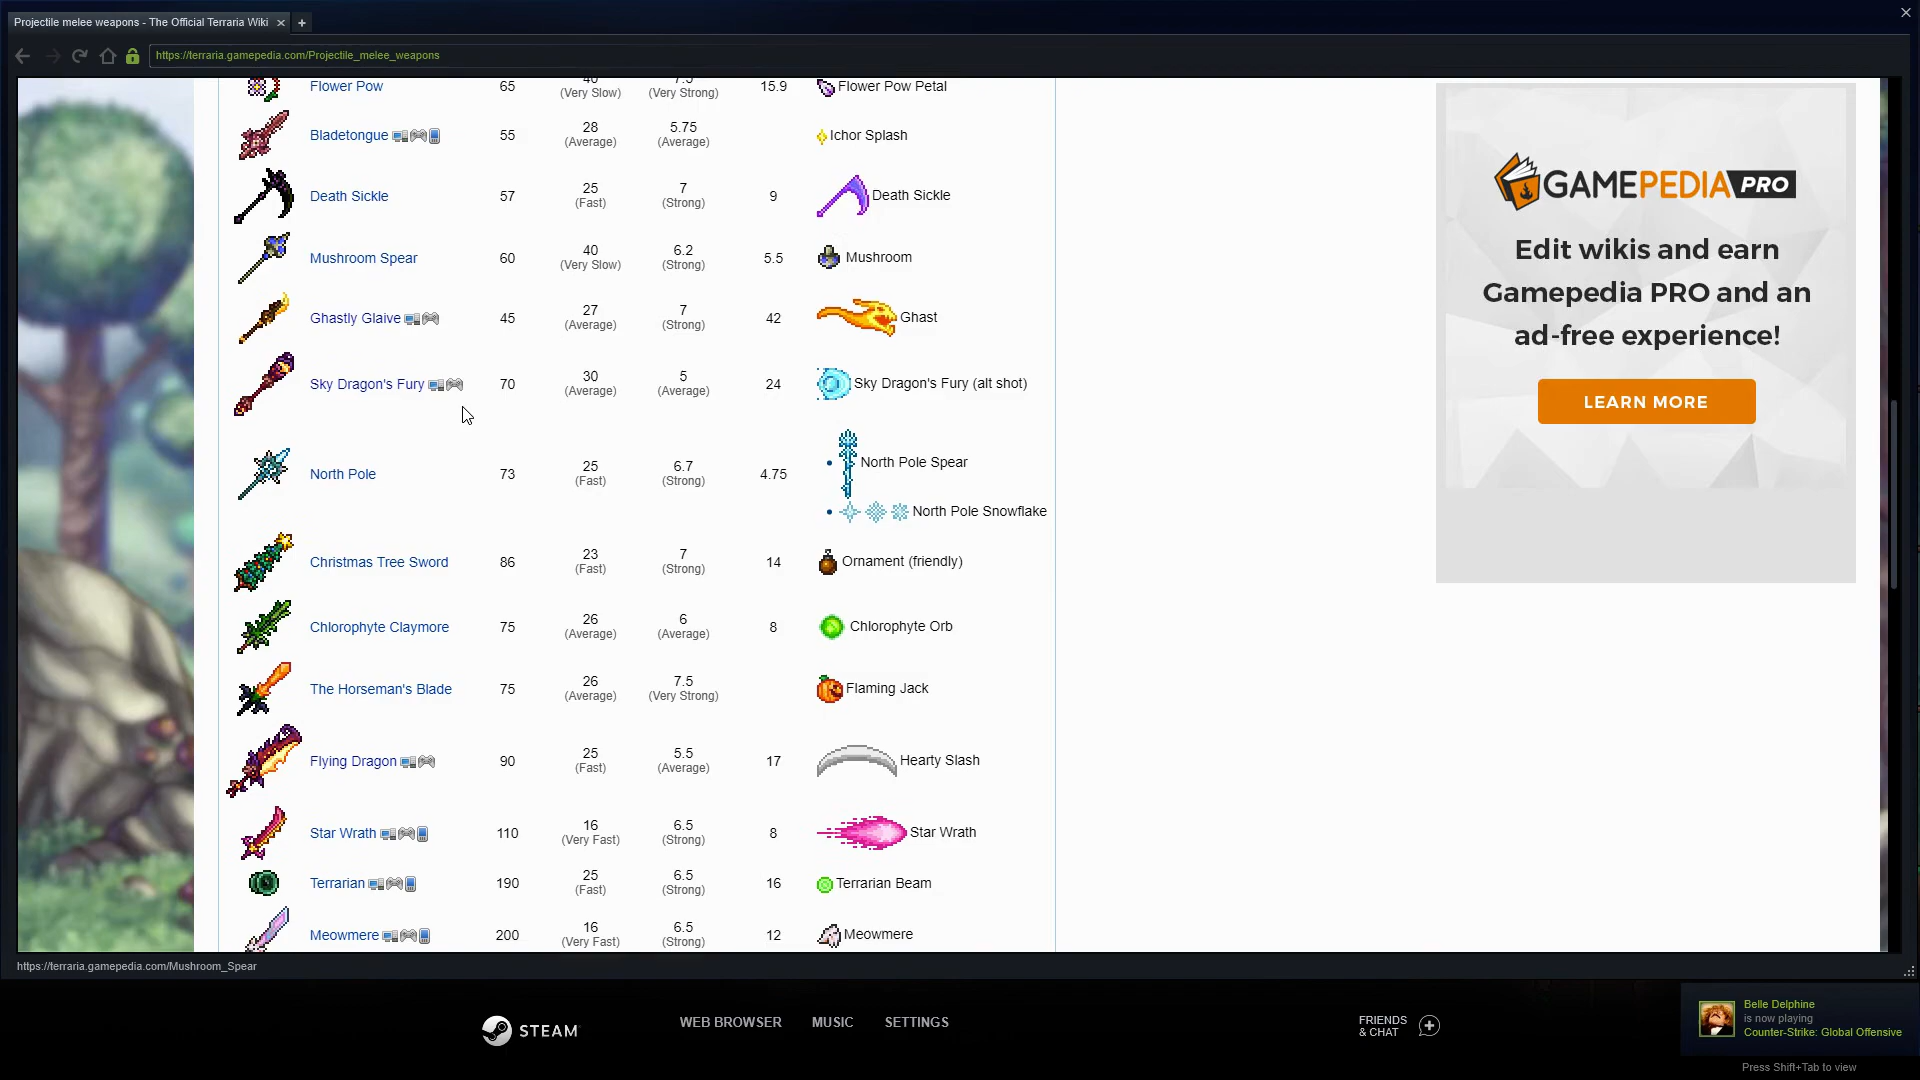 Projectile melee weapons - The Official Terraria Wiki
https://terraria.gamepedia.com/Projectile_melee_weapons
Flower Pow 65 40 (Very Slow) 7.5 (Very Strong) 15.9 Flower Pow Petal
Bladetongue 55 28 (Average) 5.75 (Average) Ichor Splash
Death Sickle 57 25 (Fast) 7 (Strong) 9 Death Sickle
Mushroom Spear 60 40 (Very Slow) 6.2 (Strong) 5.5 Mushroom
Ghastly Glaive 45 27 (Average) 7 (Strong) 42 Ghast
Sky Dragon's Fury 70 30 (Average) 5 (Average) 24 Sky Dragon's Fury (alt shot)
North Pole 73 25 (Fast) 6.7 (Strong) 4.75 North Pole Spear
North Pole Snowflake
Christmas Tree Sword 86 23 (Fast) 7 (Strong) 14 Ornament (friendly)
Chlorophyte Claymore 75 26 (Average) 6 (Average) 8 Chlorophyte Orb
The Horseman's Blade 75 26 (Average) 7.5 (Very Strong) Flaming Jack
Flying Dragon 90 25 (Fast) 5.5 (Average) 17 Hearty Slash
Star Wrath 110 16 (Very Fast) 6.5 (Strong) 8 Star Wrath
Terrarian 190 25 (Fast) 6.5 (Strong) 16 Terrarian Beam
Meowmere 200 16 (Very Fast) 6.5 (Strong) 12 Meowmere
GAMEPEDIA PRO
Edit wikis and earn
Gamepedia PRO and an
ad-free experience!
LEARN MORE
https://terraria.gamepedia.com/Mushroom_Spear
STEAM
WEB BROWSER MUSIC SETTINGS
FRIENDS
& CHAT
Belle Delphine
is now playing
Counter-Strike: Global Offensive
Press Shift+Tab to view